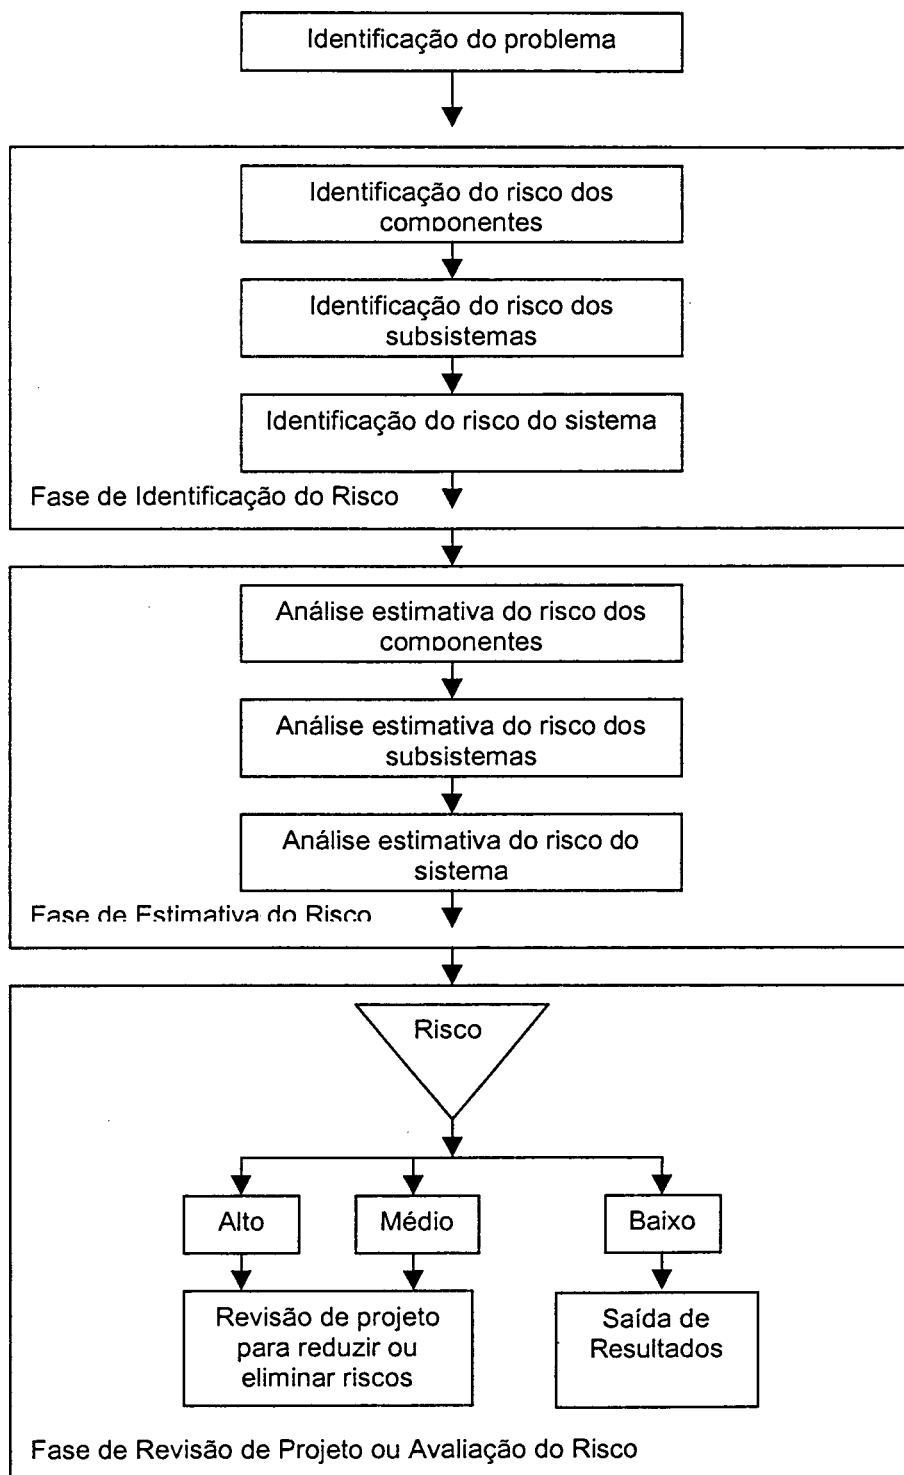 Identificação do problema
Identificação do risco dos
componentes
Identificação do risco dos
subsistemas
Identificação do risco do sistema
Fase de Identificação do Risco
Análise estimativa do risco dos
componentes
Análise estimativa do risco dos
subsistemas
Análise estimativa do risco do
sistema
Fase de Estimativa do Risco
Risco
Alto
Médio
Baixo
Revisão de projeto
para reduzir ou
eliminar riscos
Saída de
Resultados
Fase de Revisão de Projeto ou Avaliação do Risco